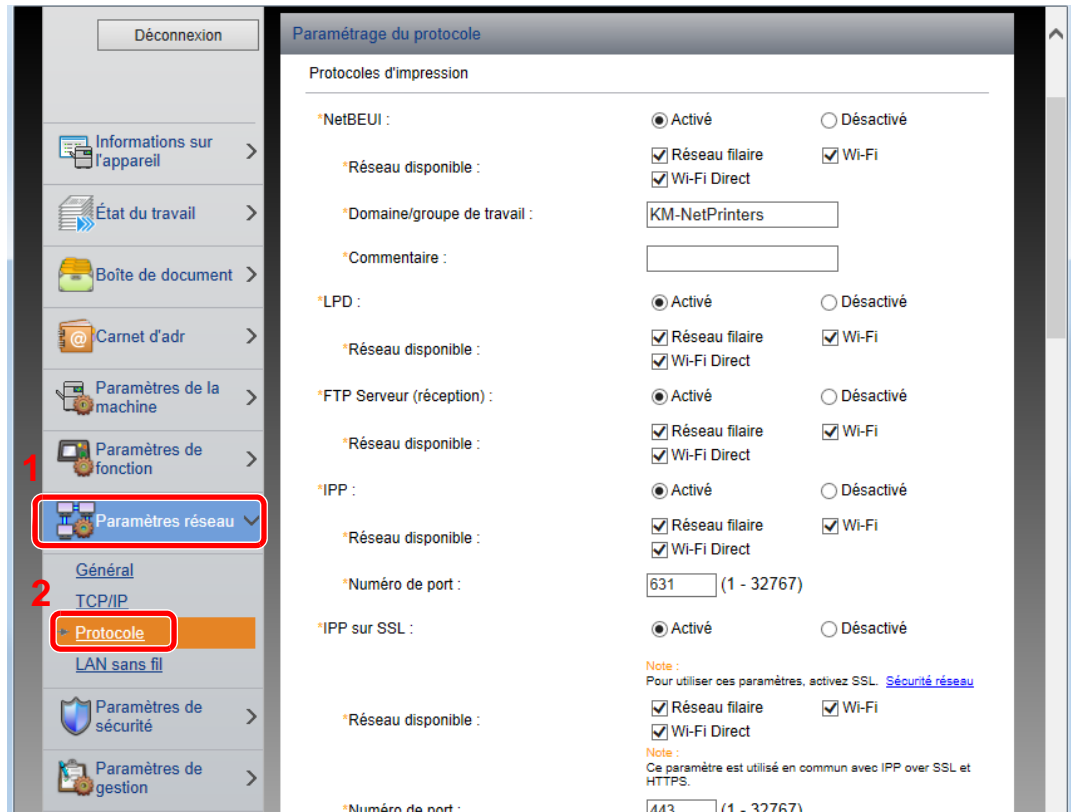 Déconnexion
Informations sur
l'appareil
État du travail
Boîte de document
Carnet d'adr
Paramètres de la
machine
Paramètres de
fonction
1
Paramètres réseau
Général
2
TCP/IP
Protocole
LAN sans fil
Paramètres de
sécurité
Paramètres de
gestion
Paramétrage du protocole
Protocoles d'impression
*NetBEUI : Activé Désactivé
*Réseau disponible : Réseau filaire Wi-Fi
Wi-Fi Direct
*Domaine/groupe de travail : KM-NetPrinters
*Commentaire :
*LPD : Activé Désactivé
*Réseau disponible : Réseau filaire Wi-Fi
Wi-Fi Direct
*FTP Serveur (réception) : Activé Désactivé
*Réseau disponible : Réseau filaire Wi-Fi
Wi-Fi Direct
*IPP : Activé Désactivé
*Réseau disponible : Réseau filaire Wi-Fi
Wi-Fi Direct
*Numéro de port : 631 (1 - 32767)
*IPP sur SSL : Activé Désactivé
Note :
Pour utiliser ces paramètres, activez SSL. Sécurité réseau
*Réseau disponible : Réseau filaire Wi-Fi
Wi-Fi Direct
Note :
Ce paramètre est utilisé en commun avec IPP over SSL et
HTTPS.
*Numéro de port : 443 (1 - 32767)